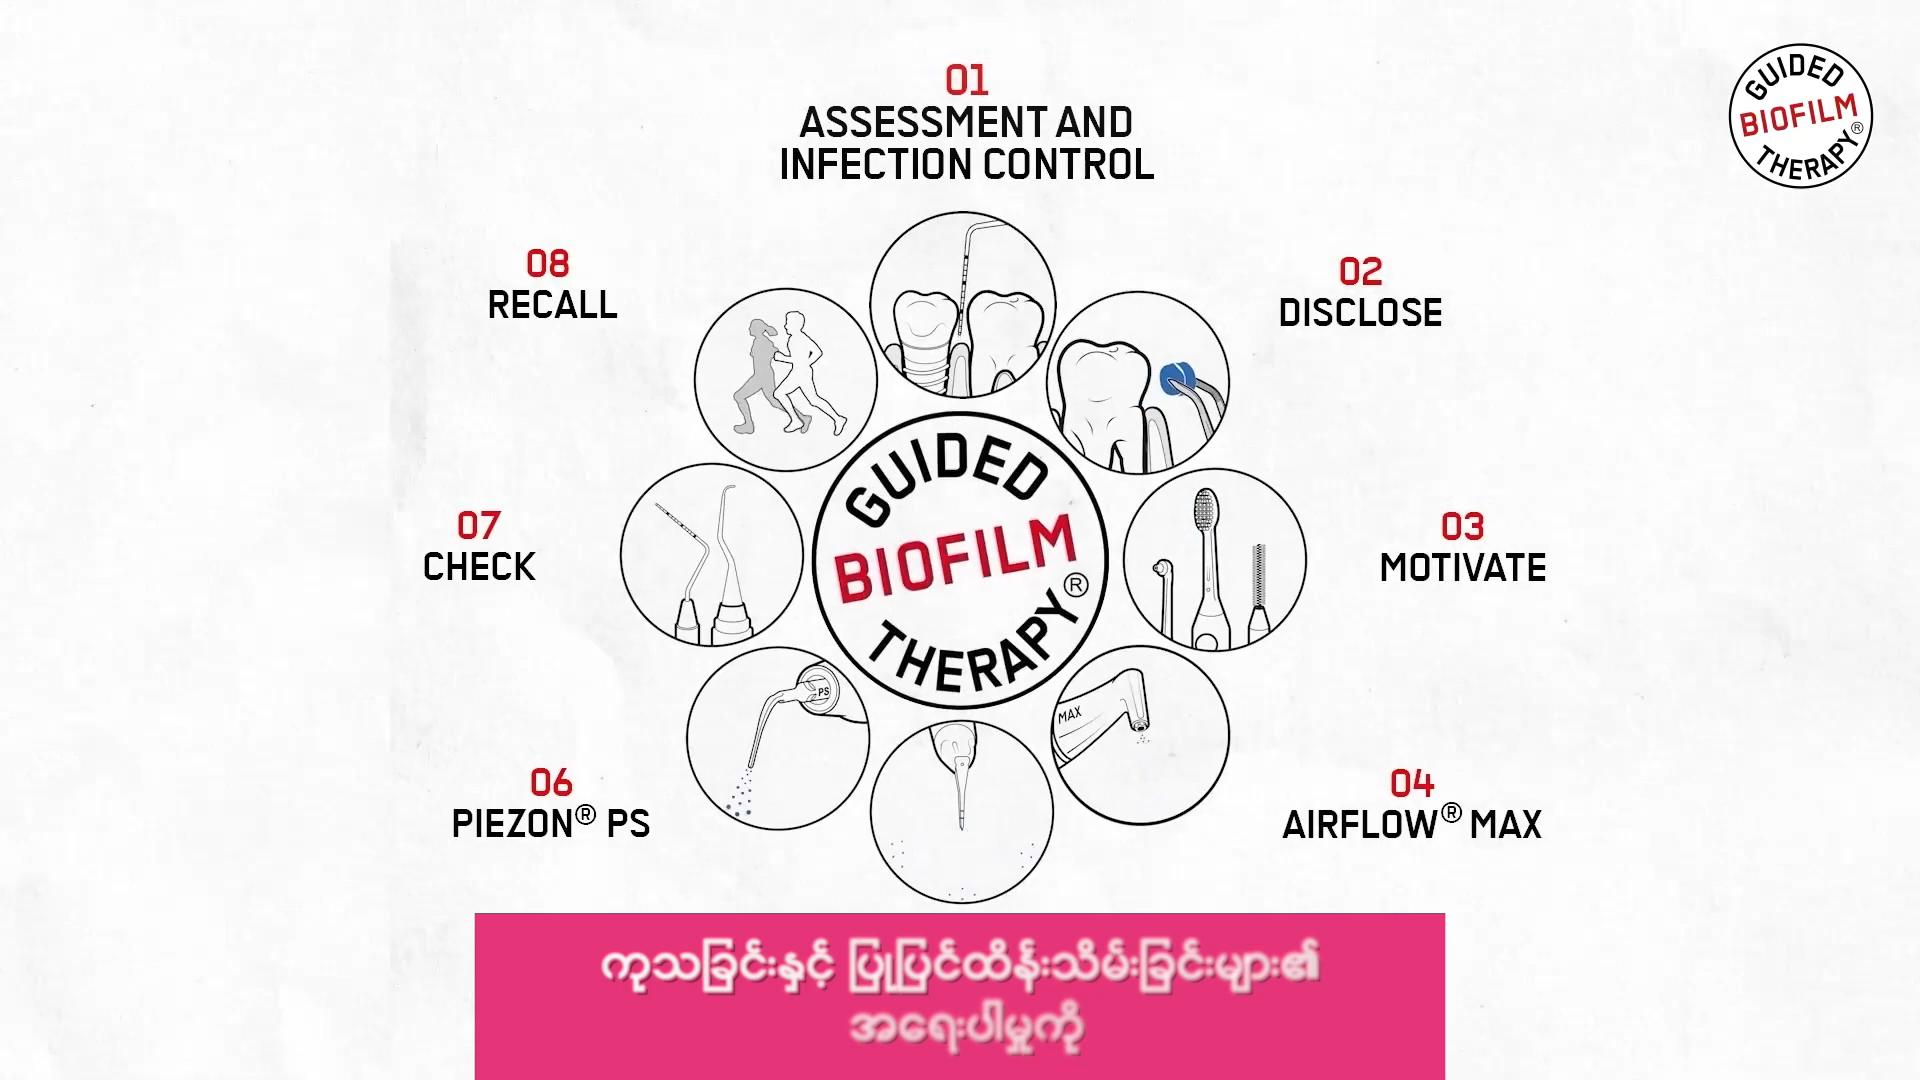 01
ASSESSMENT AND
INFECTION CONTROL
GUIDED
BIOFILM
THERAPY®
08
RECALL
02
DISCLOSE
07
CHECK
GUIDED
BIOFILM
THERAPY®
03
MOTIVATE
PS
MAX
06
PIEZON® PS
04
AIRFLOW® MAX
ကုသခြင်းနှင့် ပြုပြင်ထိန်းသိမ်းခြင်းများ၏
အရေးပါမှုကို